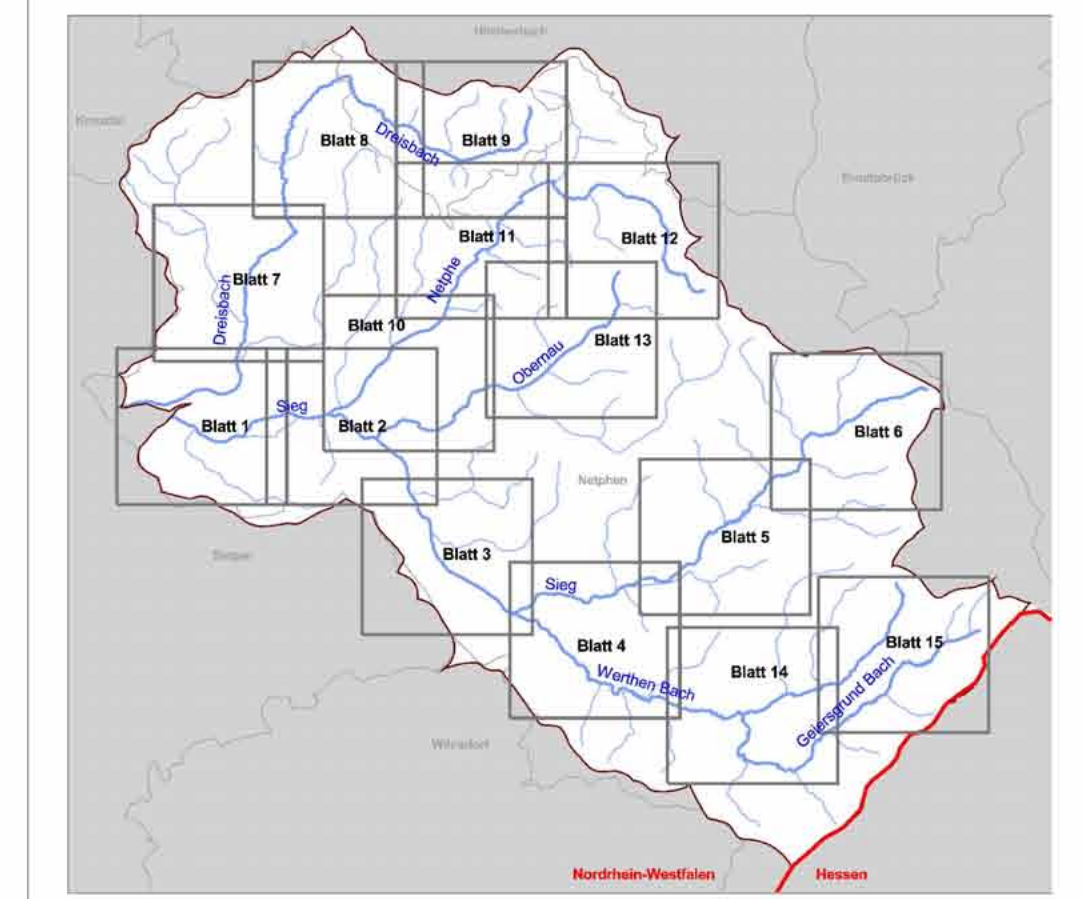 Hilchenbach
Kreuztal
Blatt 8
Dreisbach
Blatt 9
Blatt 11
Blatt 12
Blatt 7
Netphe
Dreisbach
Blatt 10
Blatt 13
Obernau
Sieg
Blatt 1
Blatt 2
Blatt 6
Netphen
Blatt 5
Siegen
Blatt 3
Sieg
Blatt 4
Blatt 15
Blatt 14
Werthen Bach
Geiersgrund Bach
Wilnsdorf
Nordrhein-Westfalen
Hessen